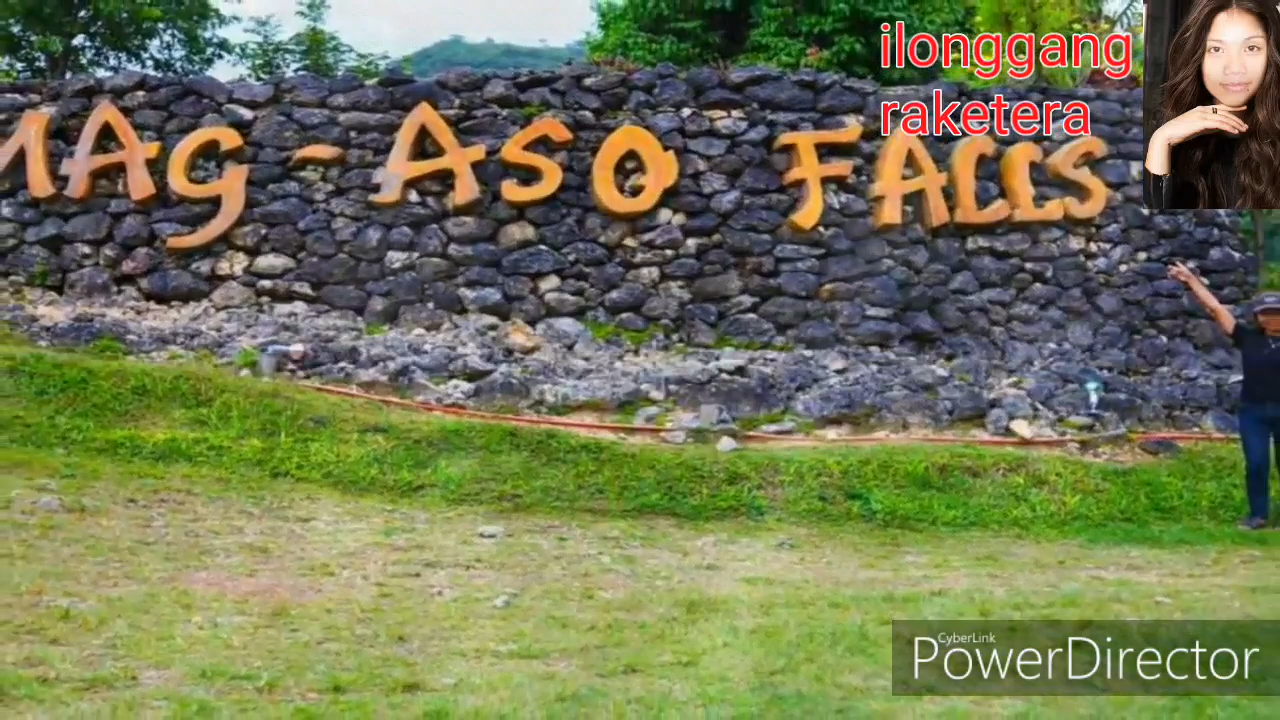 ilonggang
raketera
MAG-ASO FALLS
CyberLink
PowerDirector